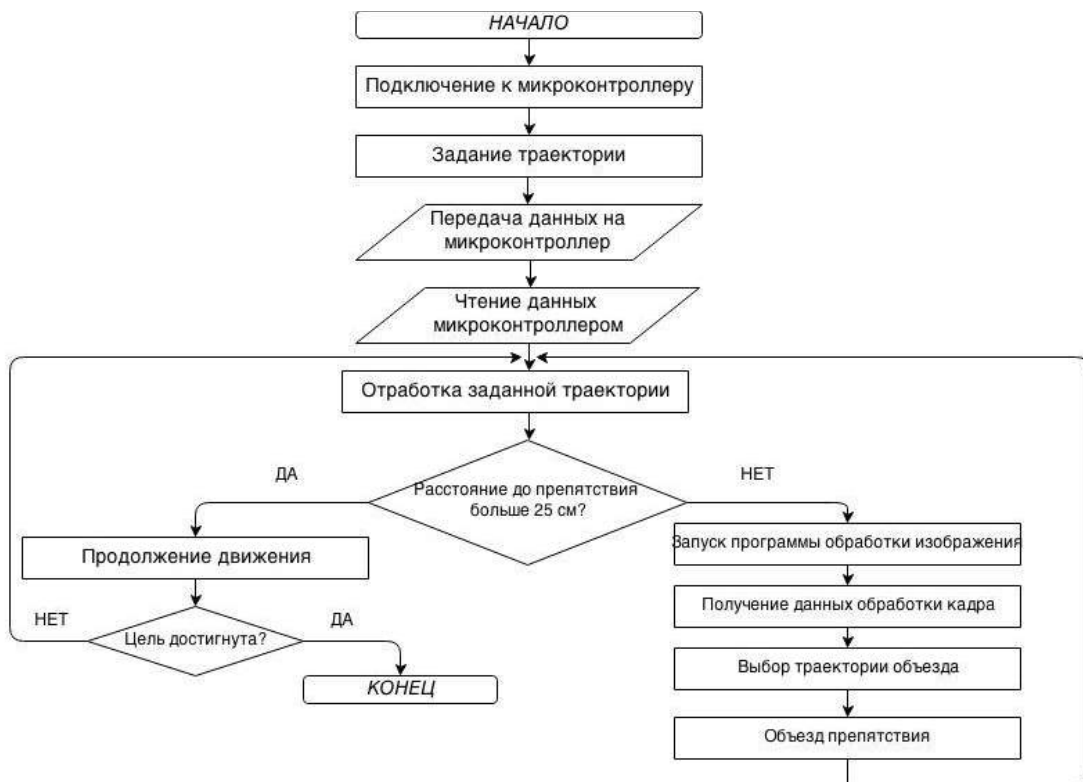 НАЧАЛО
Подключение к микроконтроллеру
Задание траектории
Передача данных на
микроконтроллер
Чтение данных
микроконтроллером
Отработка заданной траектории
ДА
НЕТ
Расстояние до препятствия
больше 25 см?
Продолжение движения
Запуск программы обработки изображения
НЕТ
Цель достигнута?
ДА
Получение данных обработки кадра
КОНЕЦ
Выбор траектории объезда
Объезд препятствия